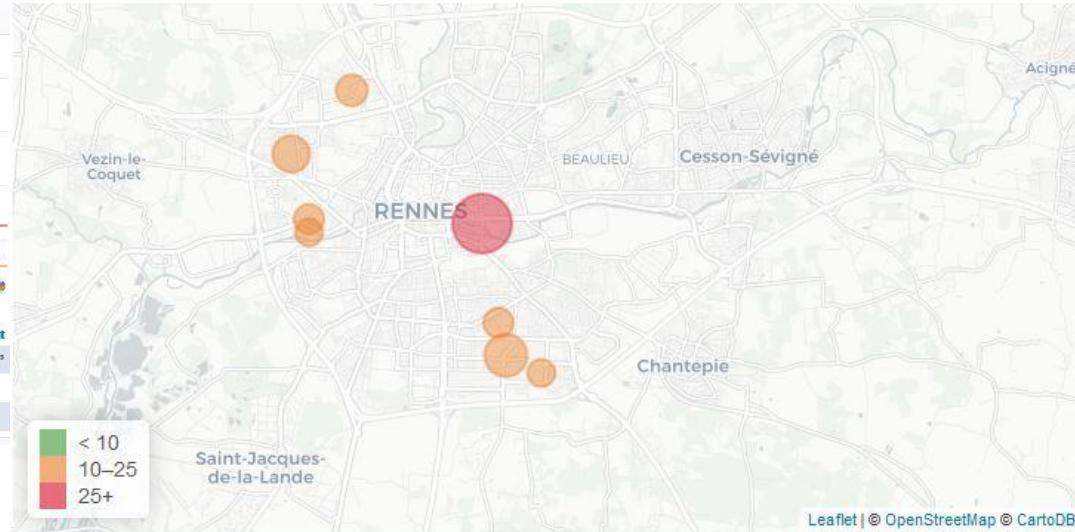 Acigné
Vezin-le-
Coquet
BEAULIEU
Cesson-Sévigné
RENNES
Chantepie
Saint-Jacques-
de-la-Lande
< 10
10–25
25+
Leaflet | © OpenStreetMap © CartoDB